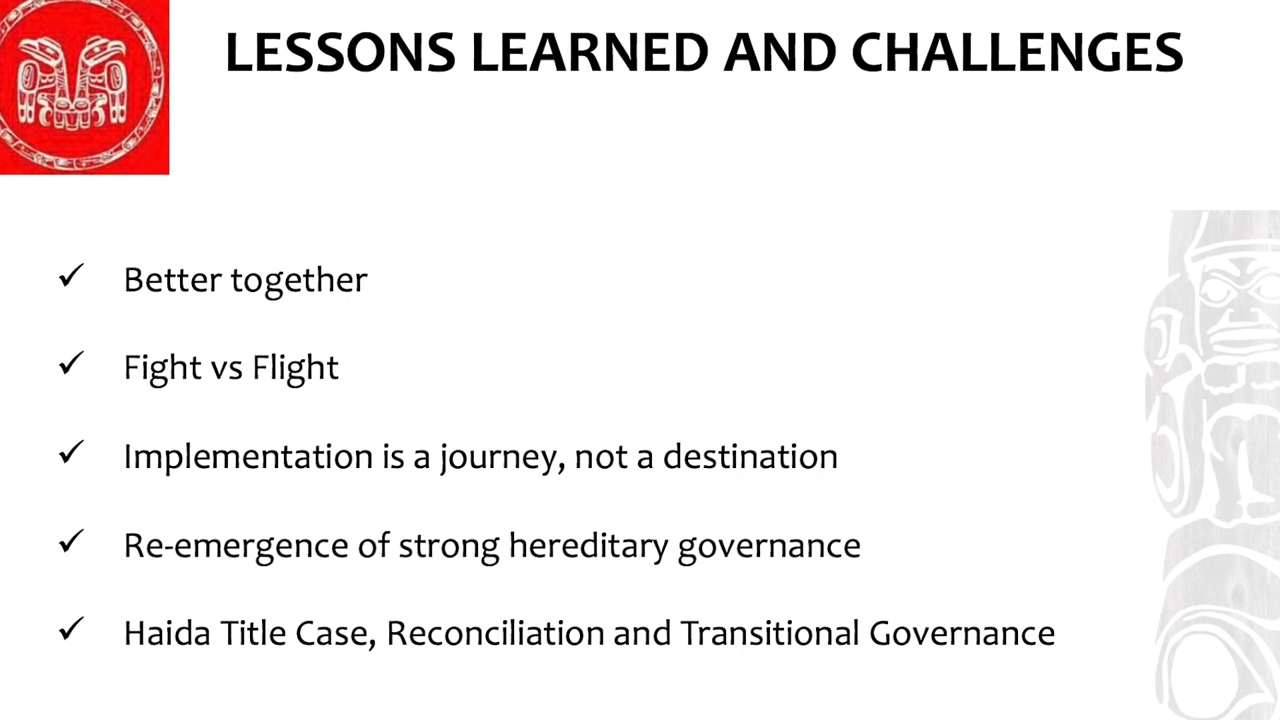 LESSONS LEARNED AND CHALLENGES
✓ Better together
✓ Fight vs Flight
✓ Implementation is a journey, not a destination
✓ Re-emergence of strong hereditary governance
✓ Haida Title Case, Reconciliation and Transitional Governance